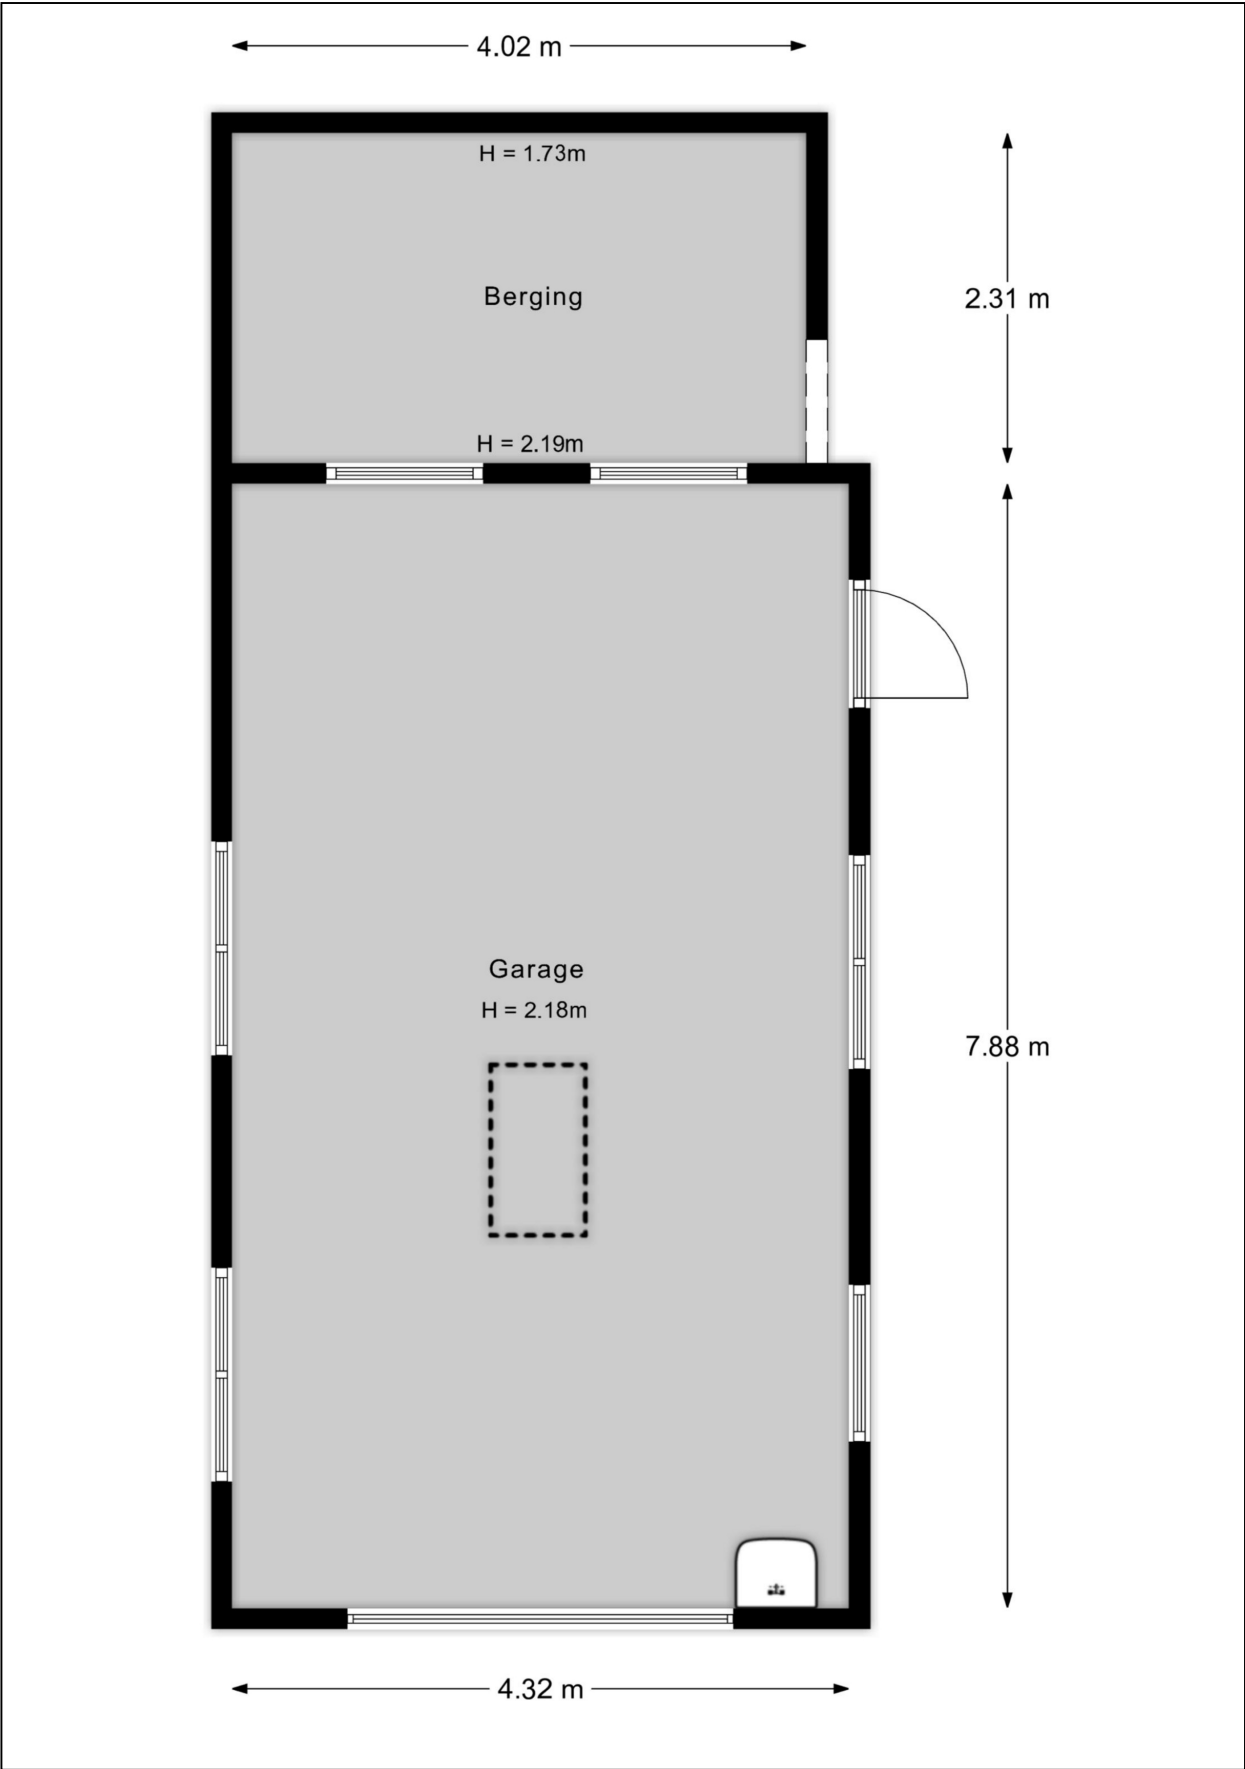 4.02 m
H = 1.73m
Berging
2.31 m
H = 2.19m
Garage
H = 2.18m
7.88 m
4.32 m